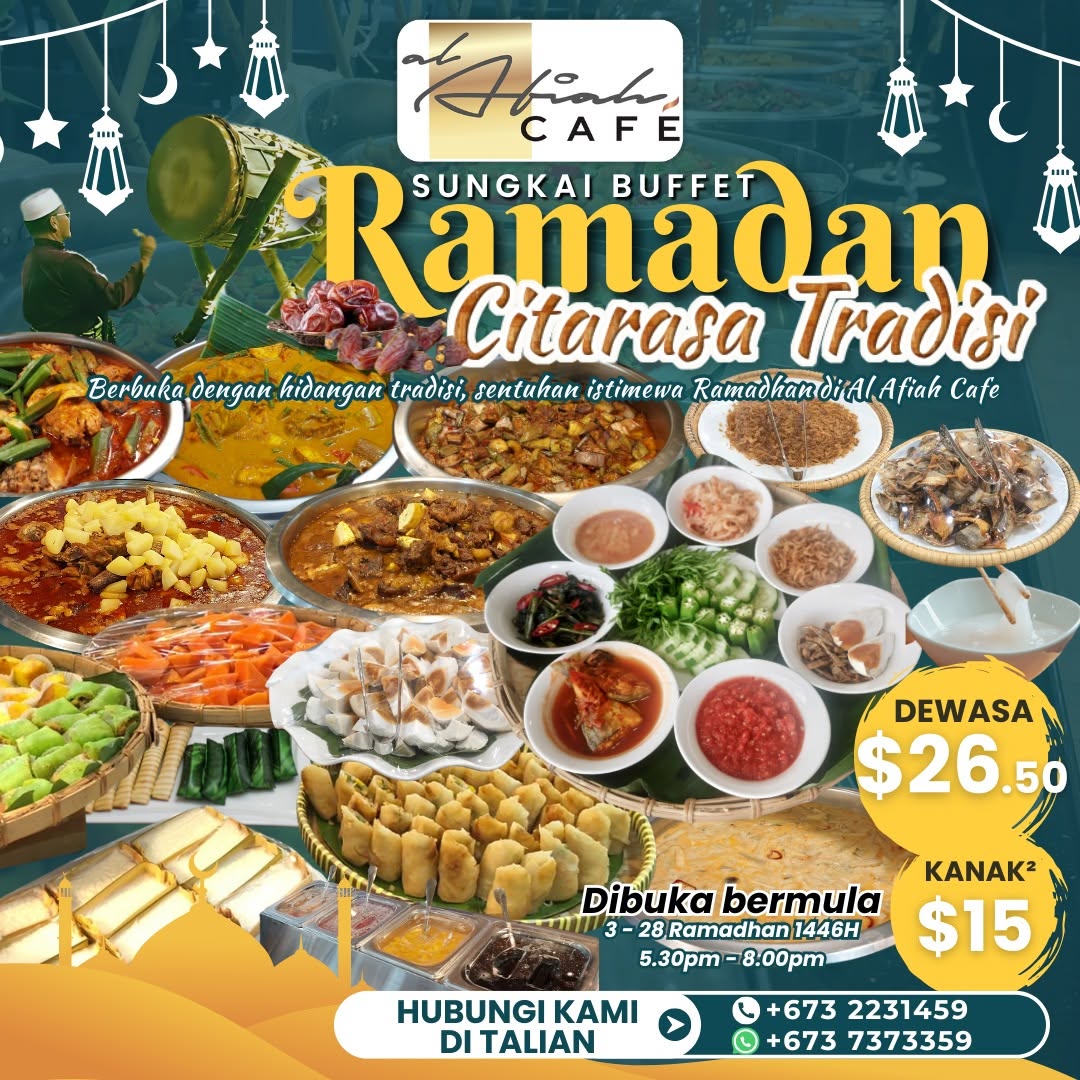 al Afiah
CAFÉ
SUNGKAI BUFFET
Ramadan
Citarasa Tradisi
Berbuka dengan hidangan tradisi, sentuhan istimewa Ramadhan di Al Afiah Cafe
DEWASA
$26.50
KANAK²
$15
Dibuka bermula
3 - 28 Ramadhan 1446H
5.30pm - 8.00pm
HUBUNGI KAMI
DI TALIAN
+673 2231459
+673 7373359